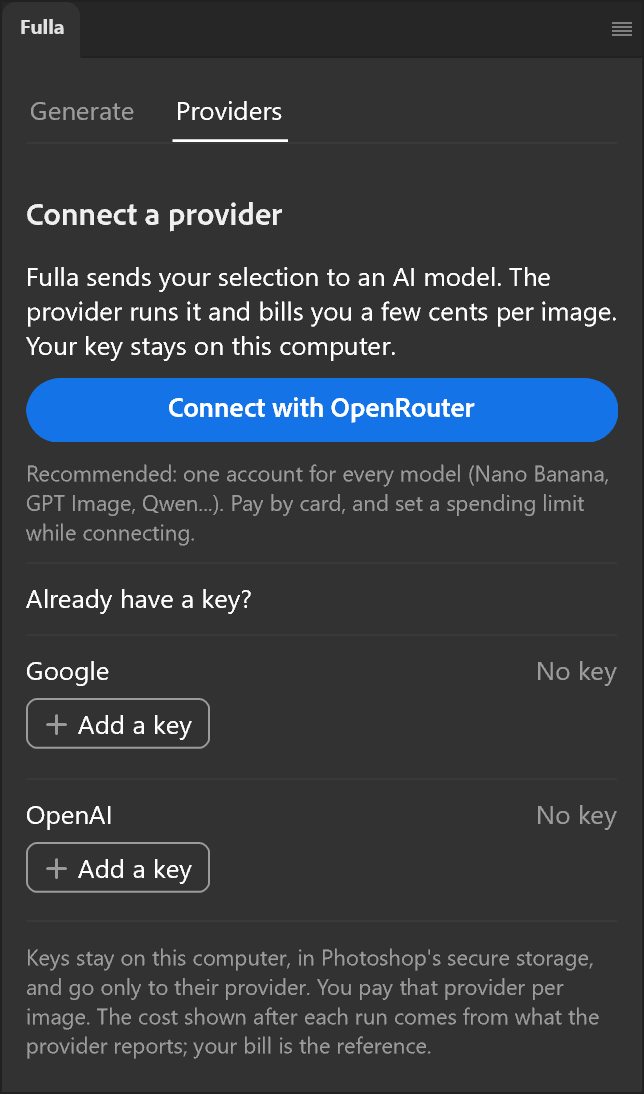 Fulla
Generate
Providers
Connect a provider
Fulla sends your selection to an AI model. The
provider runs it and bills you a few cents per image.
Your key stays on this computer.
Connect with OpenRouter
Recommended: one account for every model (Nano Banana,
GPT Image, Qwen...). Pay by card, and set a spending limit
while connecting.
Already have a key?
Google
No key
+ Add a key
OpenAI
No key
+ Add a key
Keys stay on this computer, in Photoshop's secure storage,
and go only to their provider. You pay that provider per
image. The cost shown after each run comes from what the
provider reports; your bill is the reference.